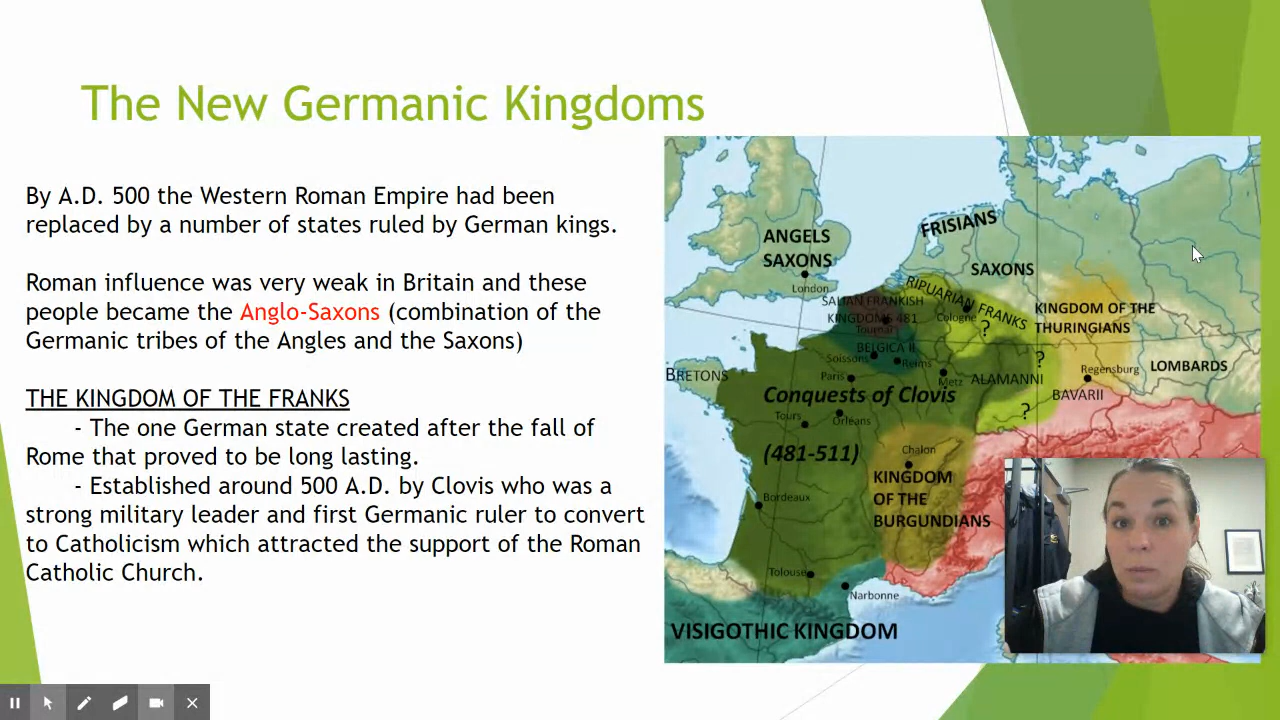 The New Germanic Kingdoms
By A.D. 500 the Western Roman Empire had been
replaced by a number of states ruled by German kings.
Roman influence was very weak in Britain and these
people became the Anglo-Saxons (combination of the
Germanic tribes of the Angles and the Saxons)
THE KINGDOM OF THE FRANKS
- The one German state created after the fall of
Rome that proved to be long lasting.
- Established around 500 A.D. by Clovis who was a
strong military leader and first Germanic ruler to convert
to Catholicism which attracted the support of the Roman
Catholic Church.
ANGELS
SAXONS
London
FRISIANS
SAXONS
RIPUARIAN FRANKS
Cologne
SALIAN FRANKISH
KINGDOMS 481
Tournai
KINGDOM OF THE
THURINGIANS
BELGICA II
Soissons
Reims
Paris
Metz
?
?
?
ALAMANNI
Regensburg
BAVARII
LOMBARDS
BRETONS
Conquests of Clovis
Tours
Orleans
(481-511)
Chalon
KINGDOM
OF THE
BURGUNDIANS
Bordeaux
Tolouse
Narbonne
VISIGOTHIC KINGDOM